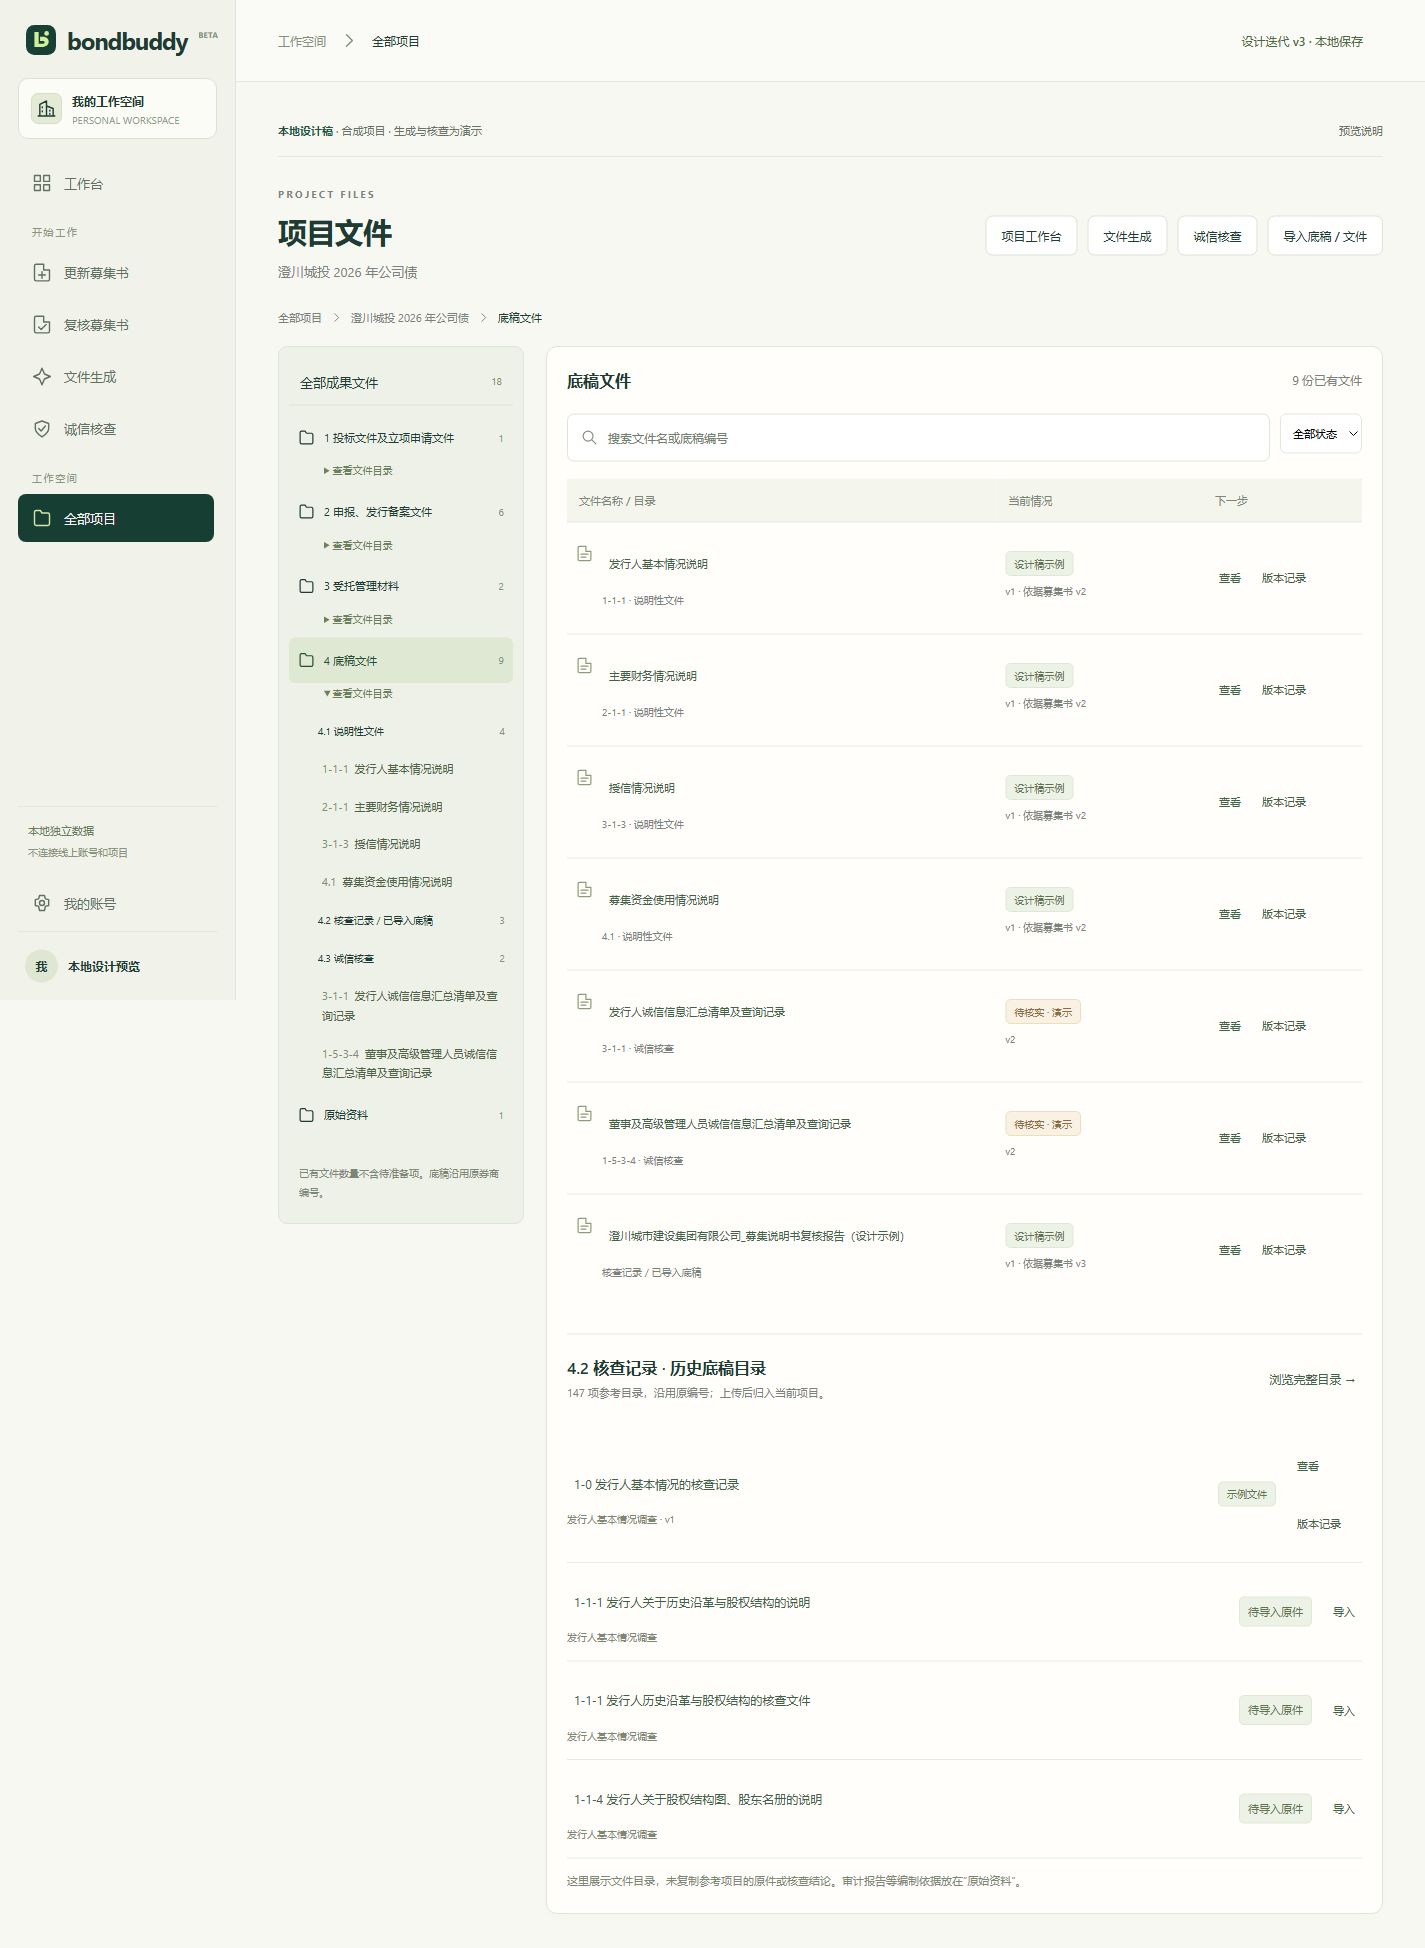 bondbuddy BETA
我的工作空间
PERSONAL WORKSPACE
工作台
开始工作
更新募集书
复核募集书
文件生成
诚信核查
工作空间
全部项目
本地独立数据
不连接线上账号和项目
我的账号
我 本地设计预览
工作空间 全部项目
设计迭代 v3 · 本地保存
本地设计稿 · 合成项目 · 生成与核查为演示
预览说明
PROJECT FILES
项目文件
澄川城投 2026 年公司债
项目工作台 文件生成 诚信核查 导入底稿 / 文件
全部项目 澄川城投 2026 年公司债 底稿文件
全部成果文件 18
1 投标文件及立项申请文件 1
查看文件目录
2 申报、发行备案文件 6
查看文件目录
3 受托管理材料 2
查看文件目录
4 底稿文件 9
查看文件目录
4.1 说明性文件 4
1-1-1 发行人基本情况说明
2-1-1 主要财务情况说明
3-1-3 授信情况说明
4.1 募集资金使用情况说明
4.2 核查记录 / 已导入底稿 3
4.3 诚信核查 2
3-1-1 发行人诚信信息汇总清单及查
询记录
1-5-3-4 董事及高级管理人员诚信信
息汇总清单及查询记录
原始资料 1
已有文件数量不含待准备项。底稿沿用原券商
编号。
底稿文件 9 份已有文件
搜索文件名或底稿编号 全部状态
文件名称 / 目录 当前情况 下一步
发行人基本情况说明
1-1-1 · 说明性文件
设计稿示例
v1 · 依据募集书 v2
查看 版本记录
主要财务情况说明
2-1-1 · 说明性文件
设计稿示例
v1 · 依据募集书 v2
查看 版本记录
授信情况说明
3-1-3 · 说明性文件
设计稿示例
v1 · 依据募集书 v2
查看 版本记录
募集资金使用情况说明
4.1 · 说明性文件
设计稿示例
v1 · 依据募集书 v2
查看 版本记录
发行人诚信信息汇总清单及查询记录
3-1-1 · 诚信核查
待核实 · 演示
v2
查看 版本记录
董事及高级管理人员诚信信息汇总清单及查询记录
1-5-3-4 · 诚信核查
待核实 · 演示
v2
查看 版本记录
澄川城市建设集团有限公司_募集说明书复核报告（设计示例）
核查记录 / 已导入底稿
设计稿示例
v1 · 依据募集书 v3
查看 版本记录
4.2 核查记录 · 历史底稿目录
147 项参考目录，沿用原编号；上传后归入当前项目。
浏览完整目录 →
1-0 发行人基本情况的核查记录
发行人基本情况调查 · v1
示例文件
查看
版本记录
1-1-1 发行人关于历史沿革与股权结构的说明
发行人基本情况调查
待导入原件 导入
1-1-1 发行人历史沿革与股权结构的核查文件
发行人基本情况调查
待导入原件 导入
1-1-4 发行人关于股权结构图、股东名册的说明
发行人基本情况调查
待导入原件 导入
这里展示文件目录，未复制参考项目的原件或核查结论。审计报告等编制依据放在“原始资料”。